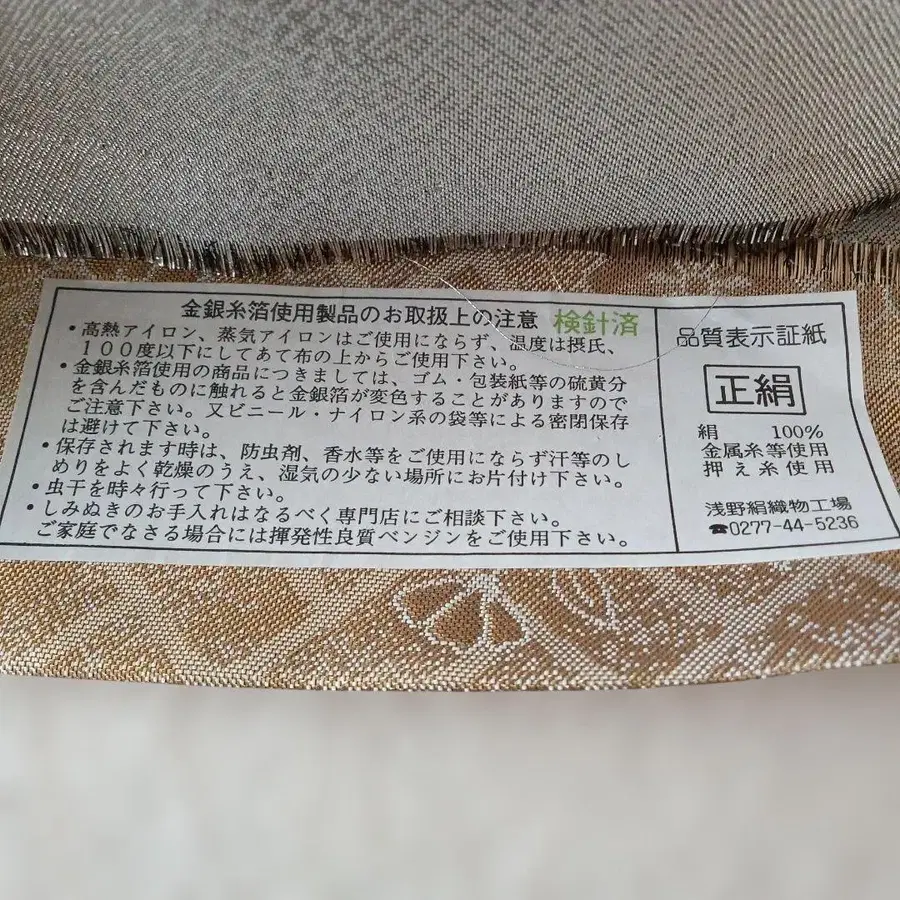 金銀糸箔使用製品のお取扱上の注意 検針済
・高熱アイロン、蒸気アイロンはご使用にならず、温度は摂氏、
１００度以下にしてあて布の上からご使用下さい。
・金銀糸箔使用の商品につきましては、ゴム・包装紙等の硫黄分
を含んだものに触れると金銀箔が変色することがありますので
ご注意下さい。又ビニール・ナイロン系の袋等による密閉保存
は避けて下さい。
・保存されます時は、防虫剤、香水等をご使用にならず汗等のし
めりをよく乾燥のうえ、湿気の少ない場所にお片付け下さい。
・虫干を時々行って下さい。
・しみぬきのお手入れはなるべく専門店にご相談下さい。
ご家庭でなさる場合には揮発性良質ベンジンをご使用下さい。
品質表示証紙
正絹
絹 100%
金属糸等使用
押え糸使用
浅野絹織物工場
☎0277-44-5236